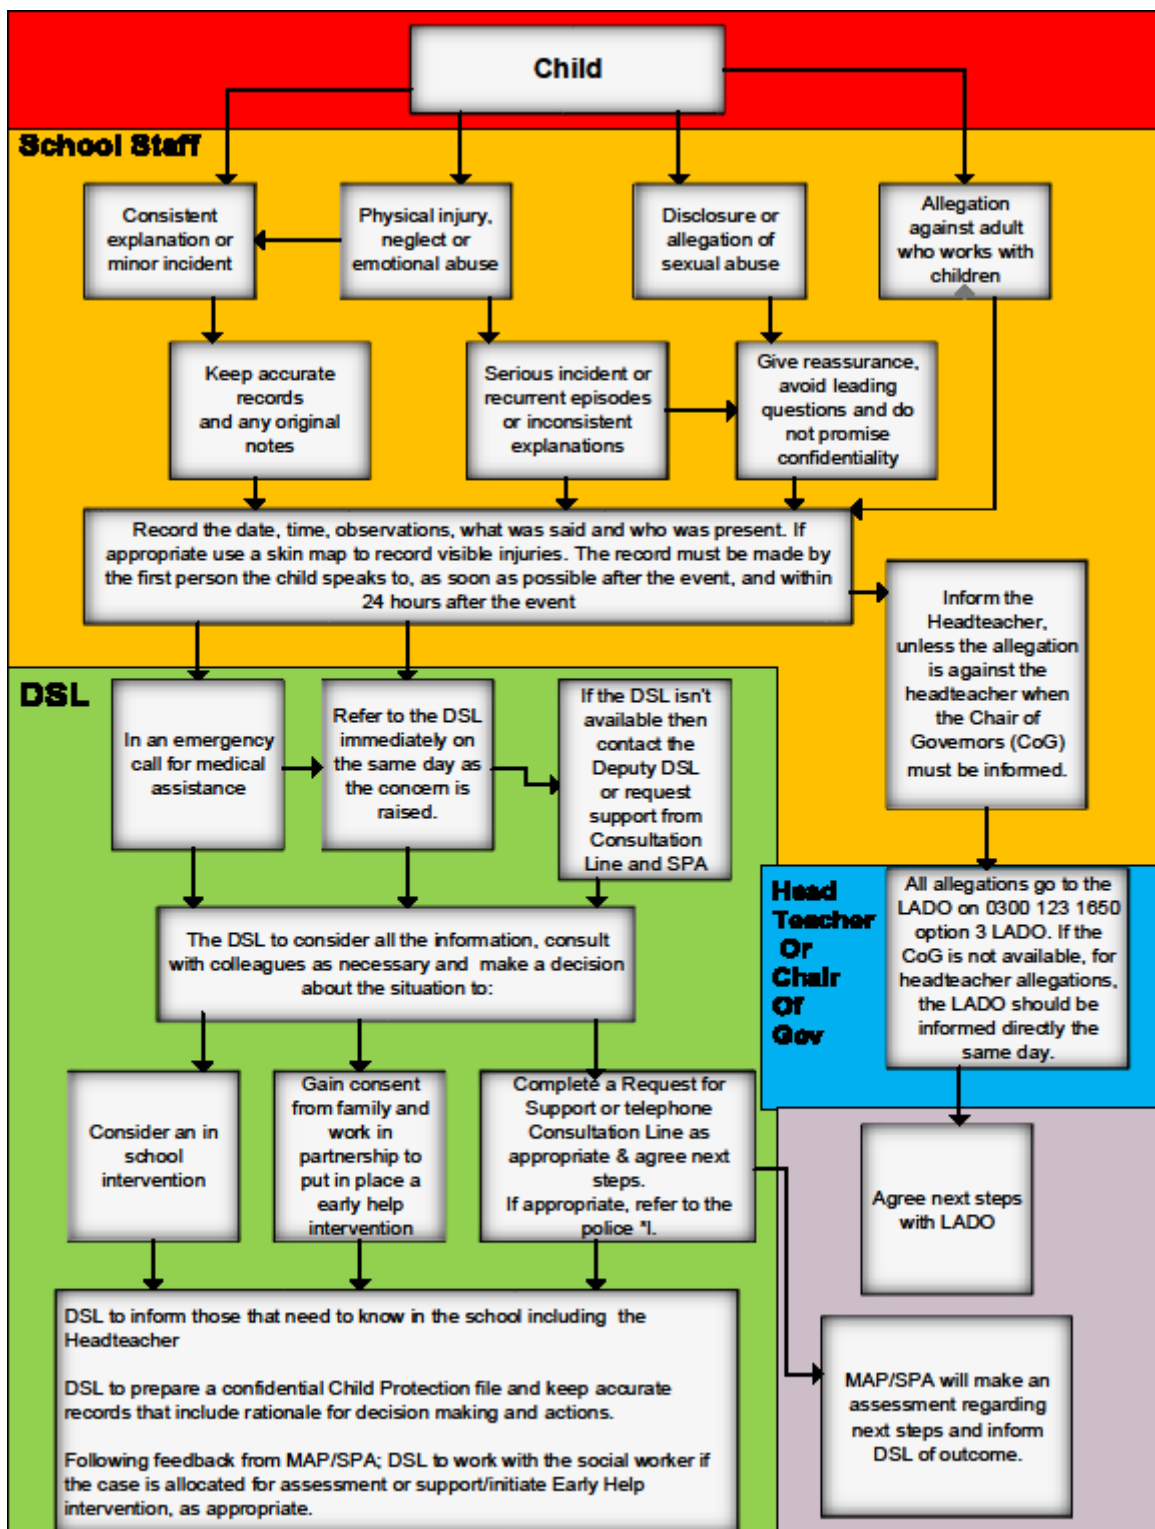 Child
School Staff
Consistent
explanation or
minor incident
Physical injury,
neglect or
emotional abuse
Disclosure or
allegation of
sexual abuse
Allegation
against adult
who works with
children
Keep accurate
records
and any original
notes
Serious incident or
recurrent episodes
or inconsistent
explanations
Give reassurance,
avoid leading
questions and do
not promise
confidentiality
Record the date, time, observations, what was said and who was present. If
appropriate use a skin map to record visible injuries. The record must be made by
the first person the child speaks to, as soon as possible after the event, and within
24 hours after the event
Inform the
Headteacher,
unless the allegation
is against the
headteacher when
the Chair of
Governors (CoG)
must be informed.
DSL
In an emergency
call for medical
assistance
Refer to the DSL
immediately on
the same day as
the concern is
raised.
If the DSL isn't
available then
contact the
Deputy DSL
or request
support from
Consultation
Line and SPA
Head
Teacher
Or
Chair
Of
Gov
All allegations go to the
LADO on 0300 123 1650
option 3 LADO. If the
CoG is not available, for
headteacher allegations,
the LADO should be
informed directly the
same day.
The DSL to consider all the information, consult
with colleagues as necessary and make a decision
about the situation to:
Consider an in
school
intervention
Gain consent
from family and
work in
partnership to
put in place a
early help
intervention
Complete a Request for
Support or telephone
Consultation Line as
appropriate & agree next
steps.
If appropriate, refer to the
police *I.
Agree next steps
with LADO
DSL to inform those that need to know in the school including the
Headteacher
DSL to prepare a confidential Child Protection file and keep accurate
records that include rationale for decision making and actions.
Following feedback from MAP/SPA; DSL to work with the social worker if
the case is allocated for assessment or support/initiate Early Help
intervention, as appropriate.
MAP/SPA will make an
assessment regarding
next steps and inform
DSL of outcome.